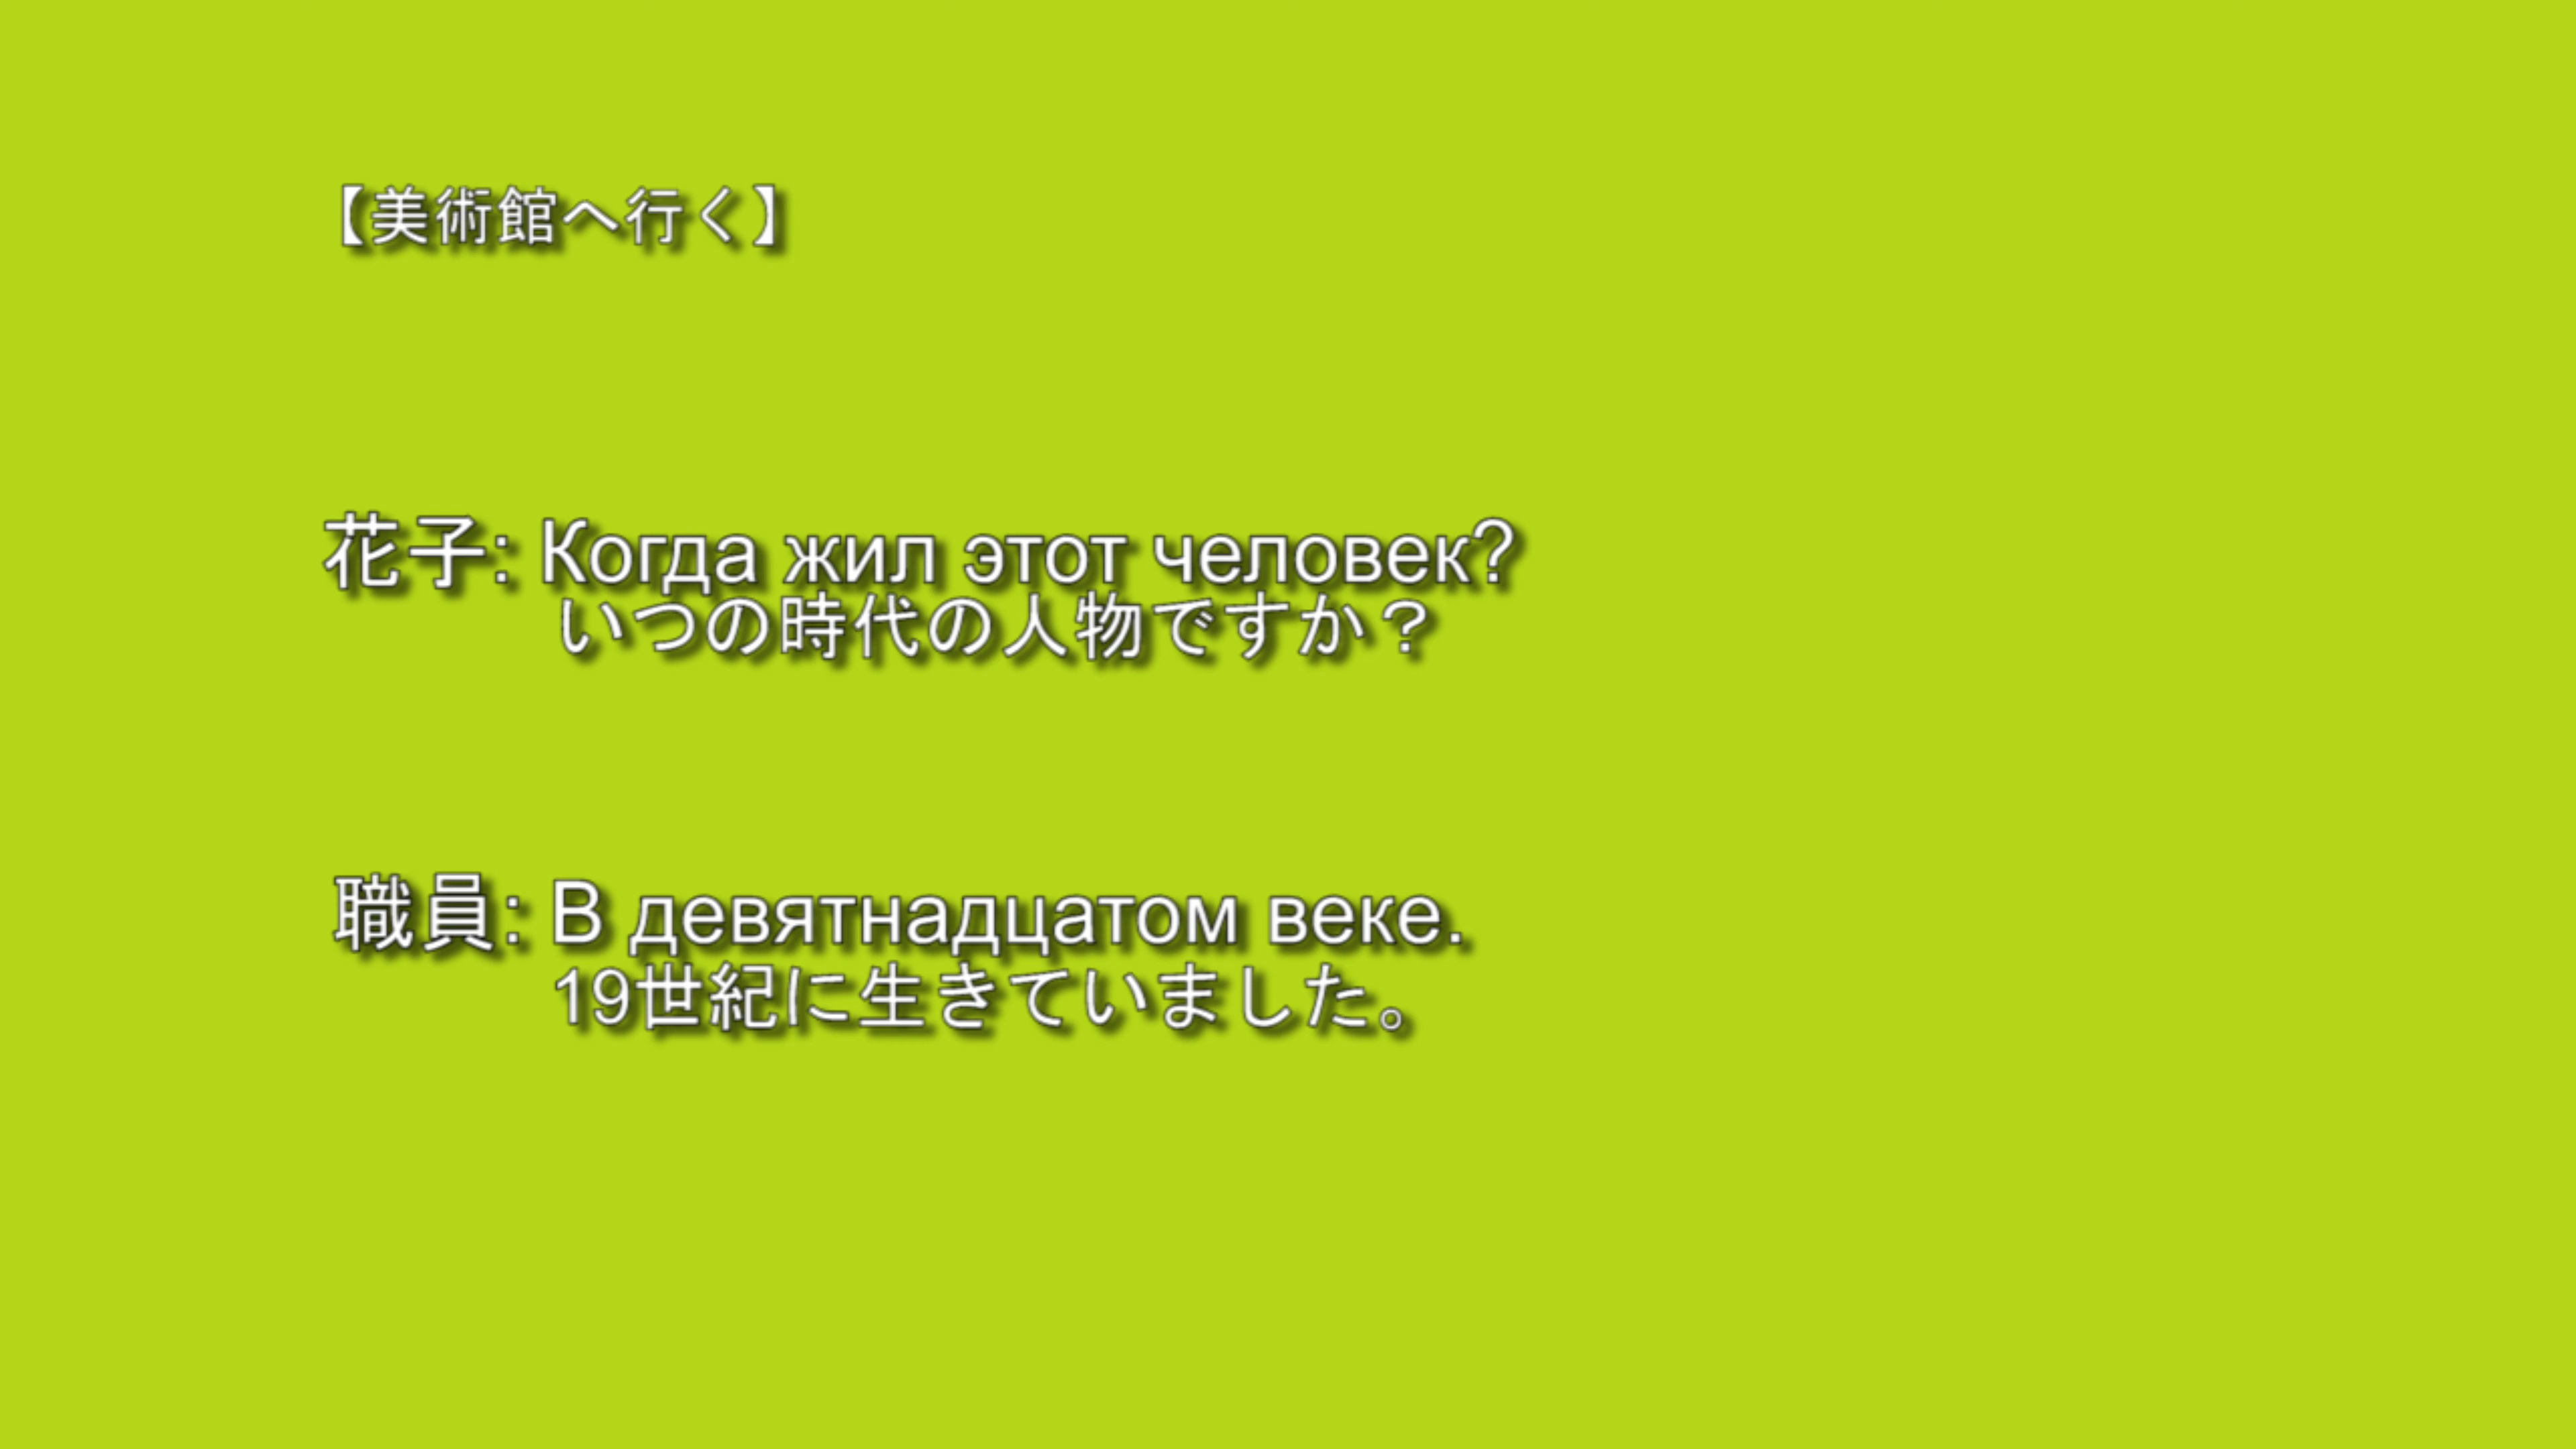 【美術館へ行く】
花子: Когда жил этот человек?
いつの時代の人物ですか？
職員: В девятнадцатом веке.
19世紀に生きていました。